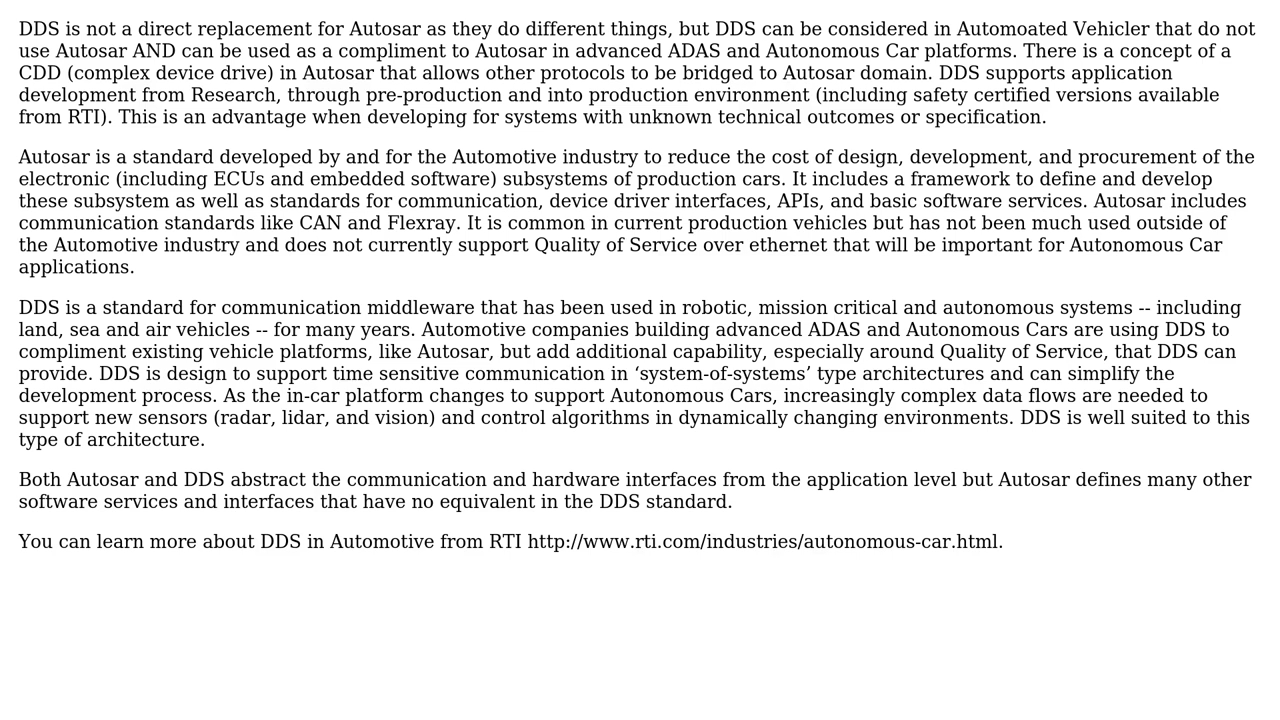 DDS is not a direct replacement for Autosar as they do different things, but DDS can be considered in Automoated Vehicler that do not
use Autosar AND can be used as a compliment to Autosar in advanced ADAS and Autonomous Car platforms. There is a concept of a
CDD (complex device drive) in Autosar that allows other protocols to be bridged to Autosar domain. DDS supports application
development from Research, through pre-production and into production environment (including safety certified versions available
from RTI). This is an advantage when developing for systems with unknown technical outcomes or specification.
Autosar is a standard developed by and for the Automotive industry to reduce the cost of design, development, and procurement of the
electronic (including ECUs and embedded software) subsystems of production cars. It includes a framework to define and develop
these subsystem as well as standards for communication, device driver interfaces, APIs, and basic software services. Autosar includes
communication standards like CAN and Flexray. It is common in current production vehicles but has not been much used outside of
the Automotive industry and does not currently support Quality of Service over ethernet that will be important for Autonomous Car
applications.
DDS is a standard for communication middleware that has been used in robotic, mission critical and autonomous systems -- including
land, sea and air vehicles -- for many years. Automotive companies building advanced ADAS and Autonomous Cars are using DDS to
compliment existing vehicle platforms, like Autosar, but add additional capability, especially around Quality of Service, that DDS can
provide. DDS is design to support time sensitive communication in ‘system-of-systems’ type architectures and can simplify the
development process. As the in-car platform changes to support Autonomous Cars, increasingly complex data flows are needed to
support new sensors (radar, lidar, and vision) and control algorithms in dynamically changing environments. DDS is well suited to this
type of architecture.
Both Autosar and DDS abstract the communication and hardware interfaces from the application level but Autosar defines many other
software services and interfaces that have no equivalent in the DDS standard.
You can learn more about DDS in Automotive from RTI http://www.rti.com/industries/autonomous-car.html.